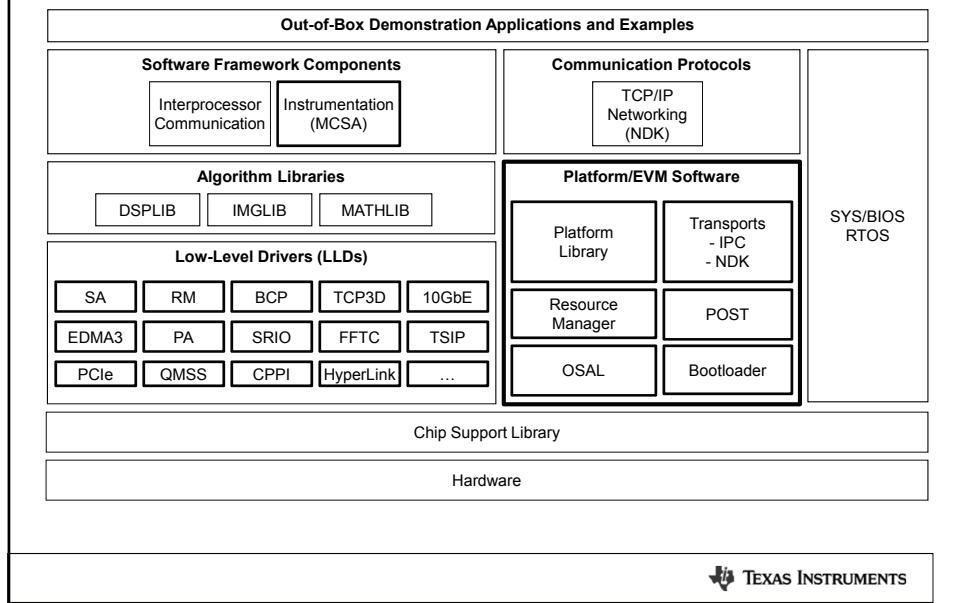 Out-of-Box Demonstration Applications and Examples
Software Framework Components
Interprocessor
Communication
Instrumentation
(MCSA)
Communication Protocols
TCP/IP
Networking
(NDK)
Algorithm Libraries
DSPLIB
IMGLIB
MATHLIB
Low-Level Drivers (LLDs)
SA
RM
BCP
TCP3D
10GbE
EDMA3
PA
SRIO
FFTC
TSIP
PCIe
QMSS
CPPI
HyperLink
…
Platform/EVM Software
Platform
Library
Transports
- IPC
- NDK
Resource
Manager
POST
OSAL
Bootloader
SYS/BIOS
RTOS
Chip Support Library
Hardware
TEXAS INSTRUMENTS